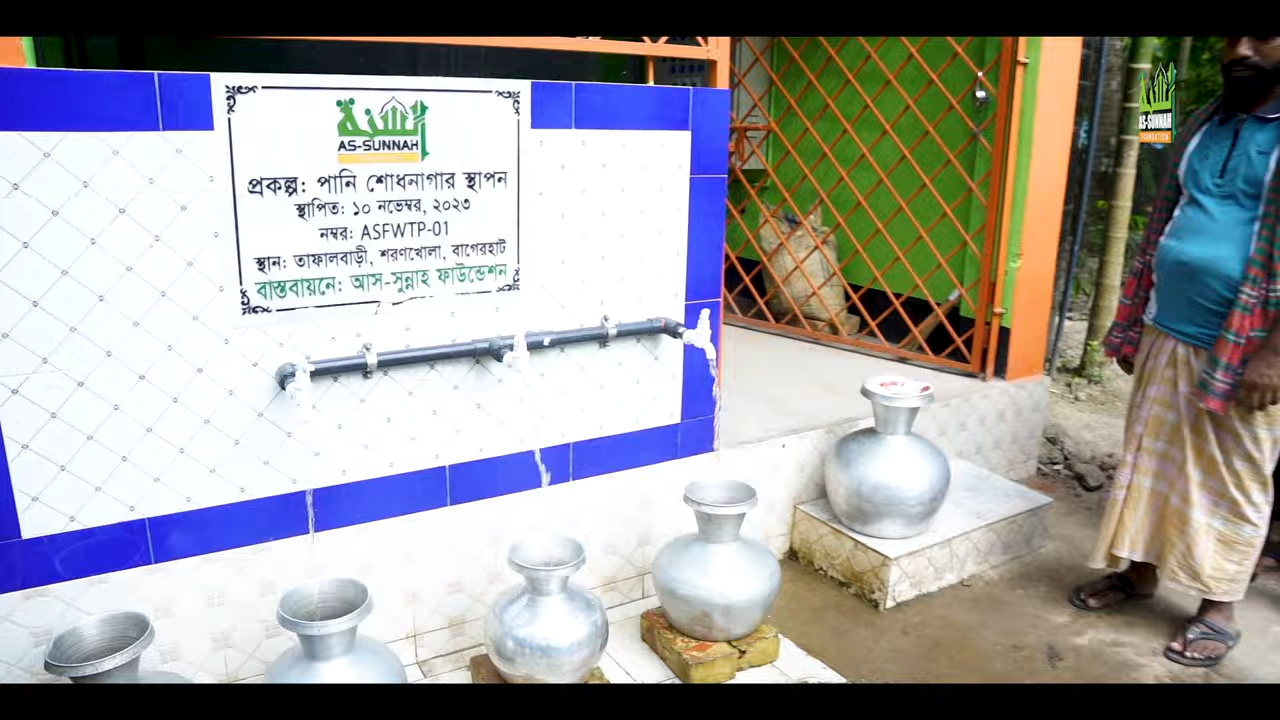 السنة
AS-SUNNAH
প্রকল্প: পানি শোধনাগার স্থাপন
স্থাপিত: ১০ নভেম্বর, ২০২৩
নম্বর: ASFWTP-01
স্থান: তাফালবাড়ী, শরণখোলা, বাগেরহাট
বাস্তবায়নে: আস-সুন্নাহ ফাউন্ডেশন
AS-SUNNAH
FOUNDATION